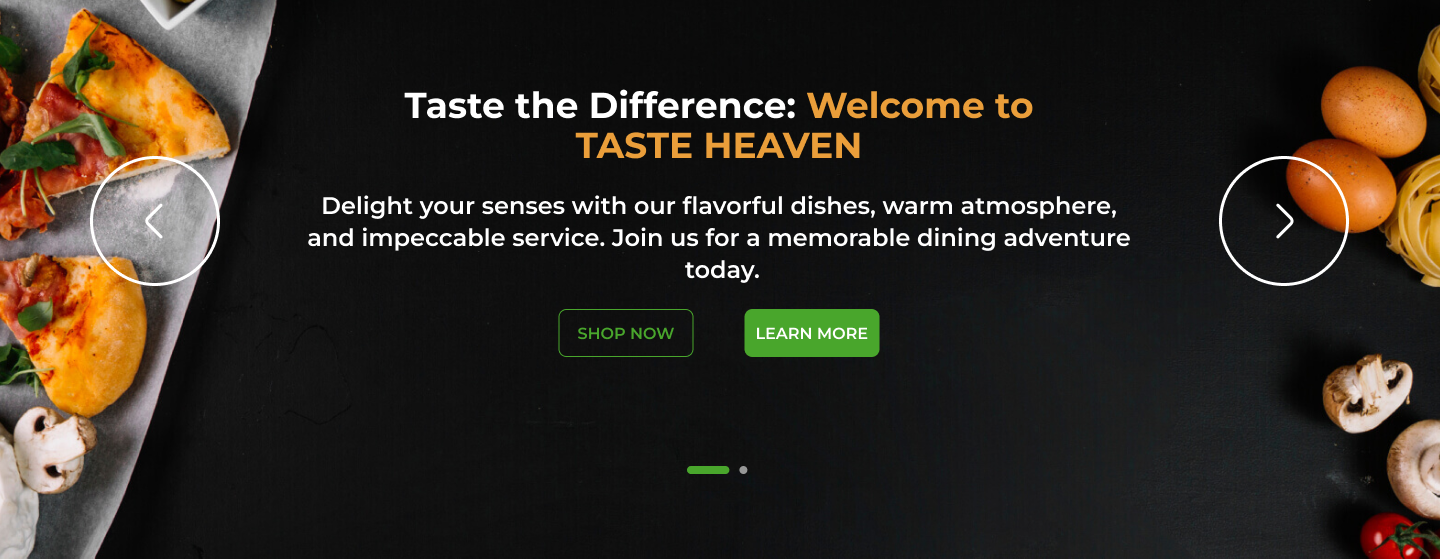 Taste the Difference: Welcome to
TASTE HEAVEN
Delight your senses with our flavorful dishes, warm atmosphere,
and impeccable service. Join us for a memorable dining adventure
today.
SHOP NOW
LEARN MORE